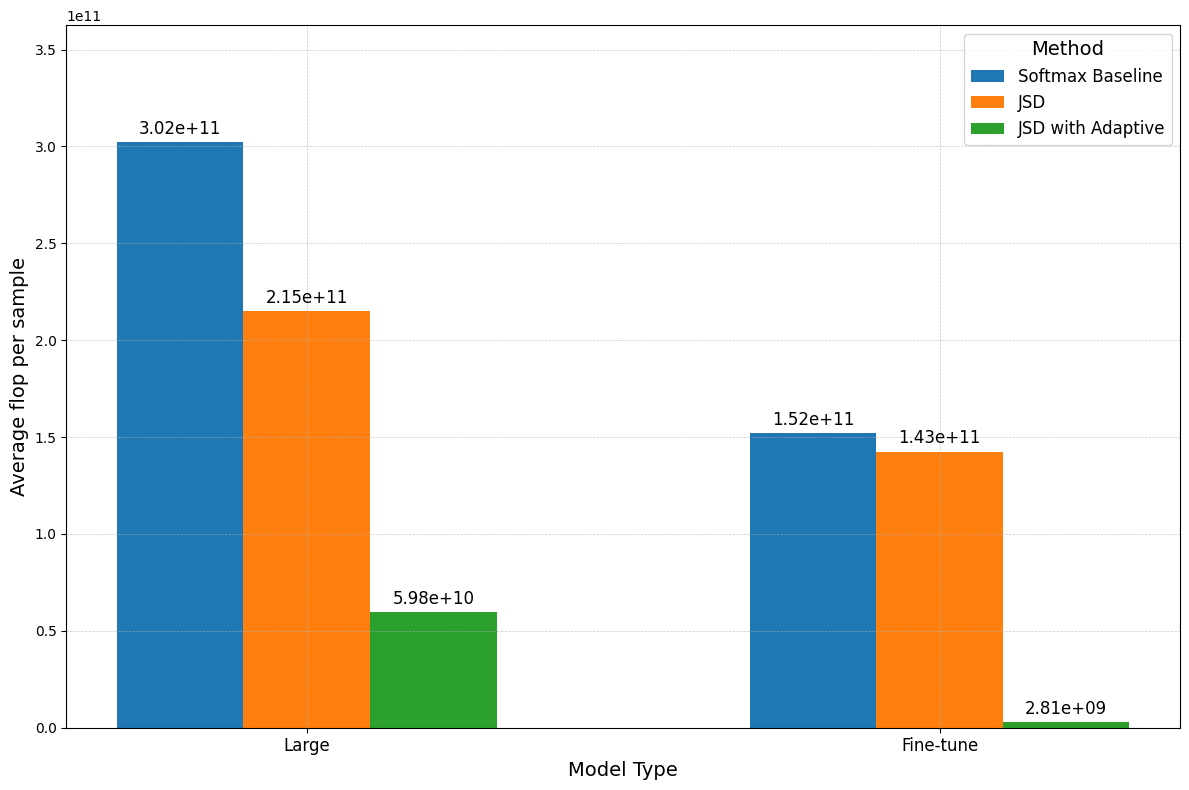 1e11
3.5
3.0
2.5
2.0
1.5
1.0
0.5
0.0
Average flop per sample
3.02e+11
2.15e+11
5.98e+10
1.52e+11
1.43e+11
2.81e+09
Method
Softmax Baseline
JSD
JSD with Adaptive
Large
Fine-tune
Model Type